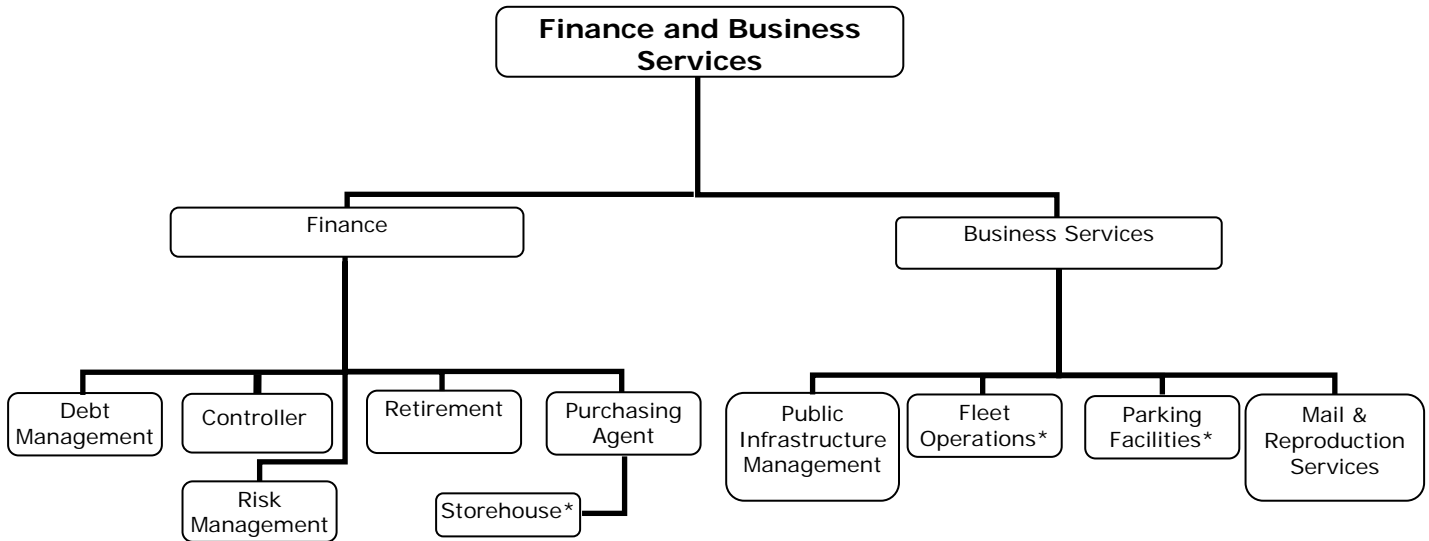 Finance and Business
Services
Finance
Business Services
Debt
Management
Controller
Retirement
Purchasing
Agent
Public
Infrastructure
Management
Fleet
Operations*
Parking
Facilities*
Mail &
Reproduction
Services
Risk
Management
Storehouse*